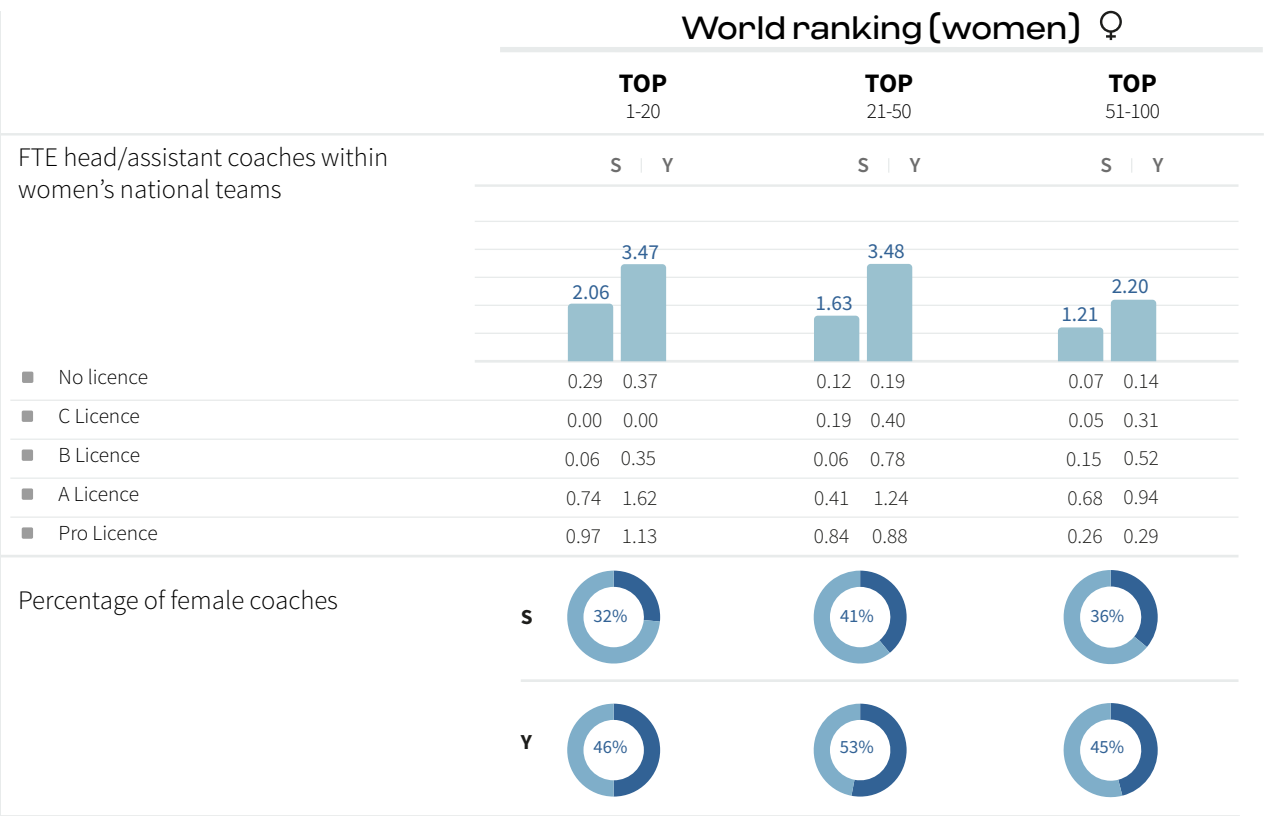 World ranking (women) ♀
TOP TOP TOP
1-20 21-50 51-100
FTE head/assistant coaches within
women’s national teams
S Y S Y S Y
2.06 3.47 1.63 3.48 1.21 2.20
No licence 0.29 0.37 0.12 0.19 0.07 0.14
C Licence 0.00 0.00 0.19 0.40 0.05 0.31
B Licence 0.06 0.35 0.06 0.78 0.15 0.52
A Licence 0.74 1.62 0.41 1.24 0.68 0.94
Pro Licence 0.97 1.13 0.84 0.88 0.26 0.29
Percentage of female coaches
S 32% 41% 36%
Y 46% 53% 45%